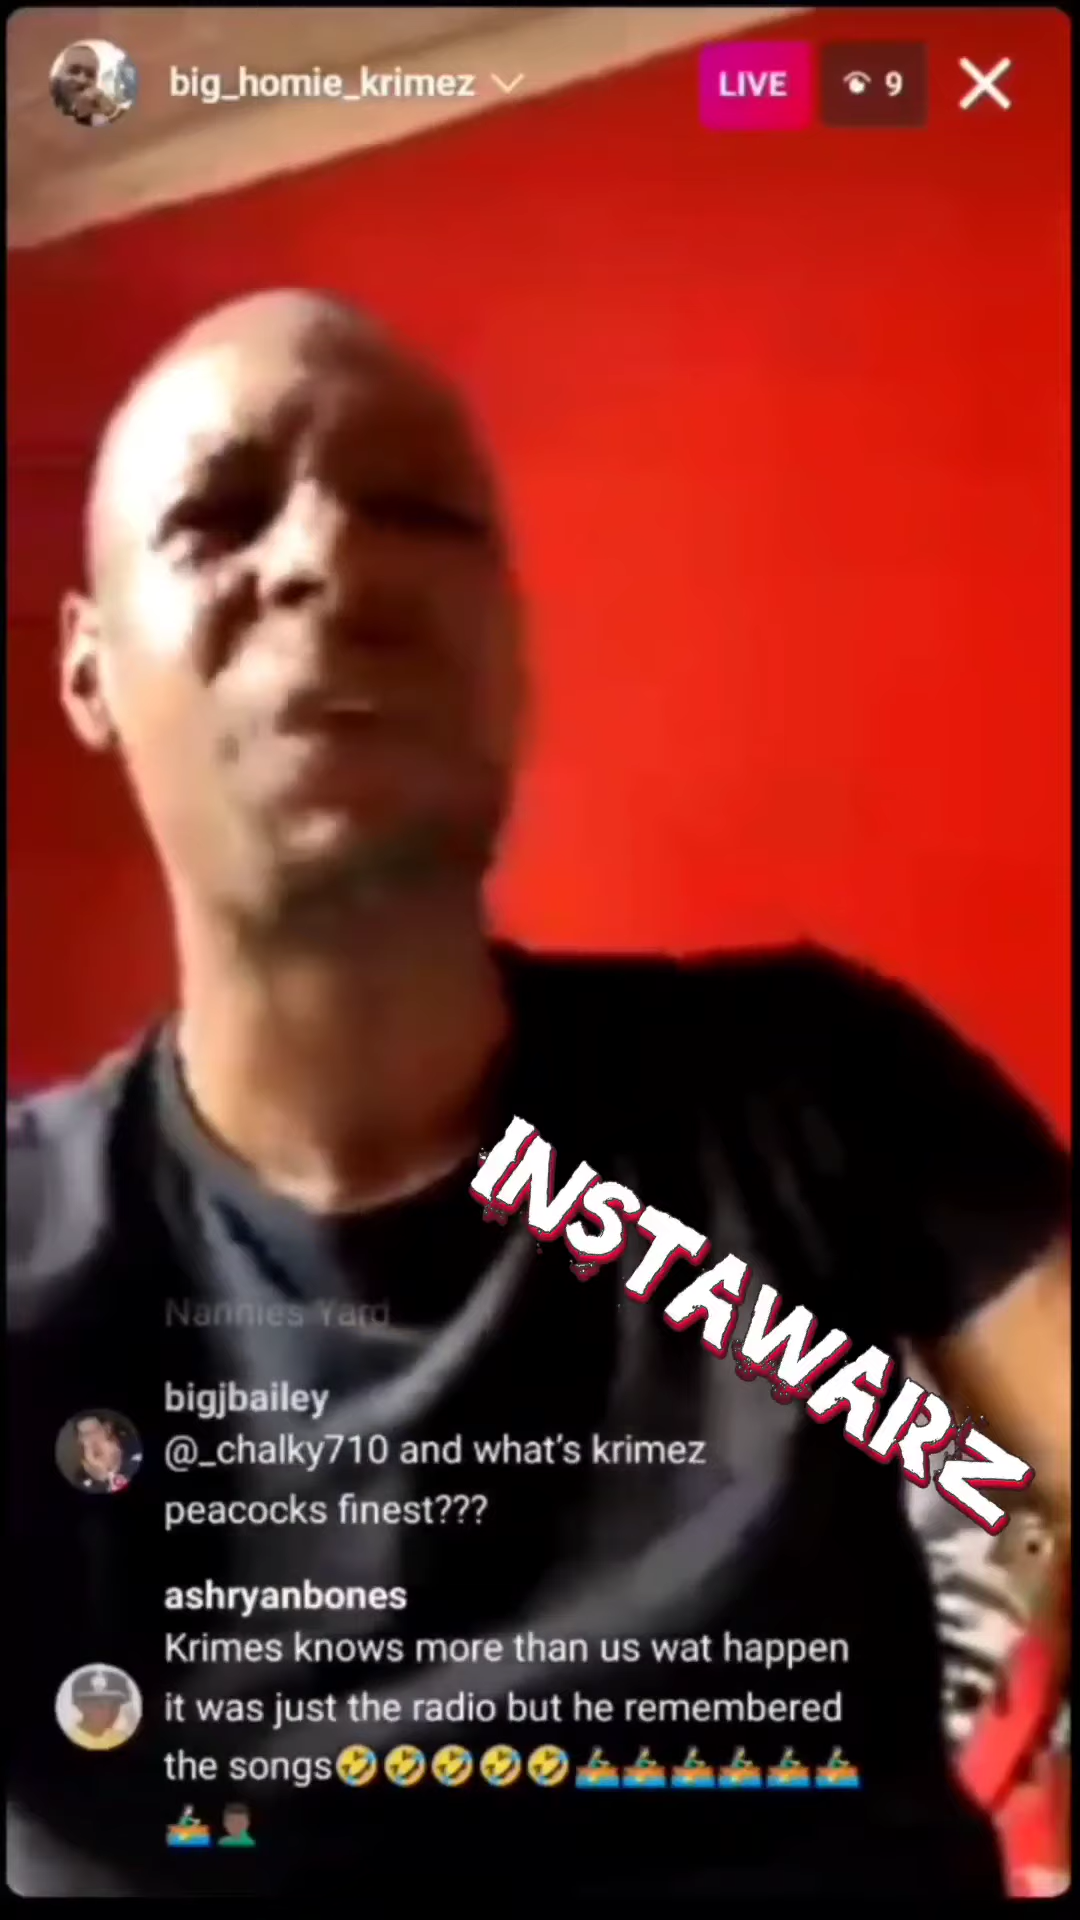 big_homie_krimez
LIVE
9
INSTAWARZ
Nannies Yard
bigjbailey
@_chalky710 and what's krimez
peacocks finest???
ashryanbones
Krimes knows more than us wat happen
it was just the radio but he remembered
the songs🤣🤣🤣🤣🤣🚣🏽‍♂️🚣🏽‍♂️🚣🏽‍♂️🚣🏽‍♂️🚣🏽‍♂️🚣🏽‍♂️
🚣🏽‍♂️🤦🏾‍♂️